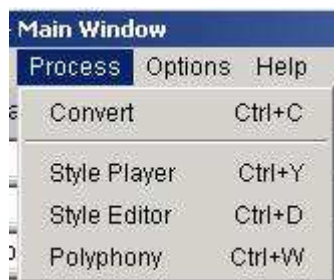 Main Window
Process Options Help
Convert Ctrl+C
Style Player Ctrl+Y
Style Editor Ctrl+D
Polyphony Ctrl+W